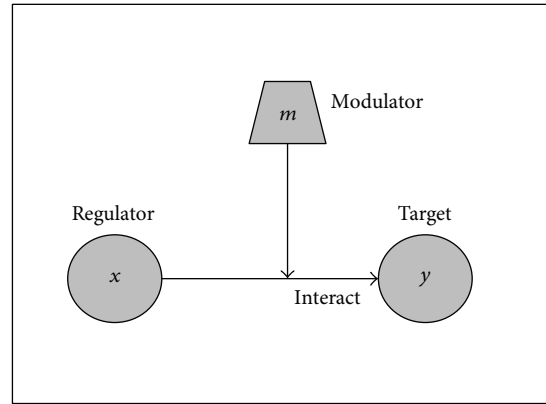 m
Modulator
Regulator
Target
x
y
Interact